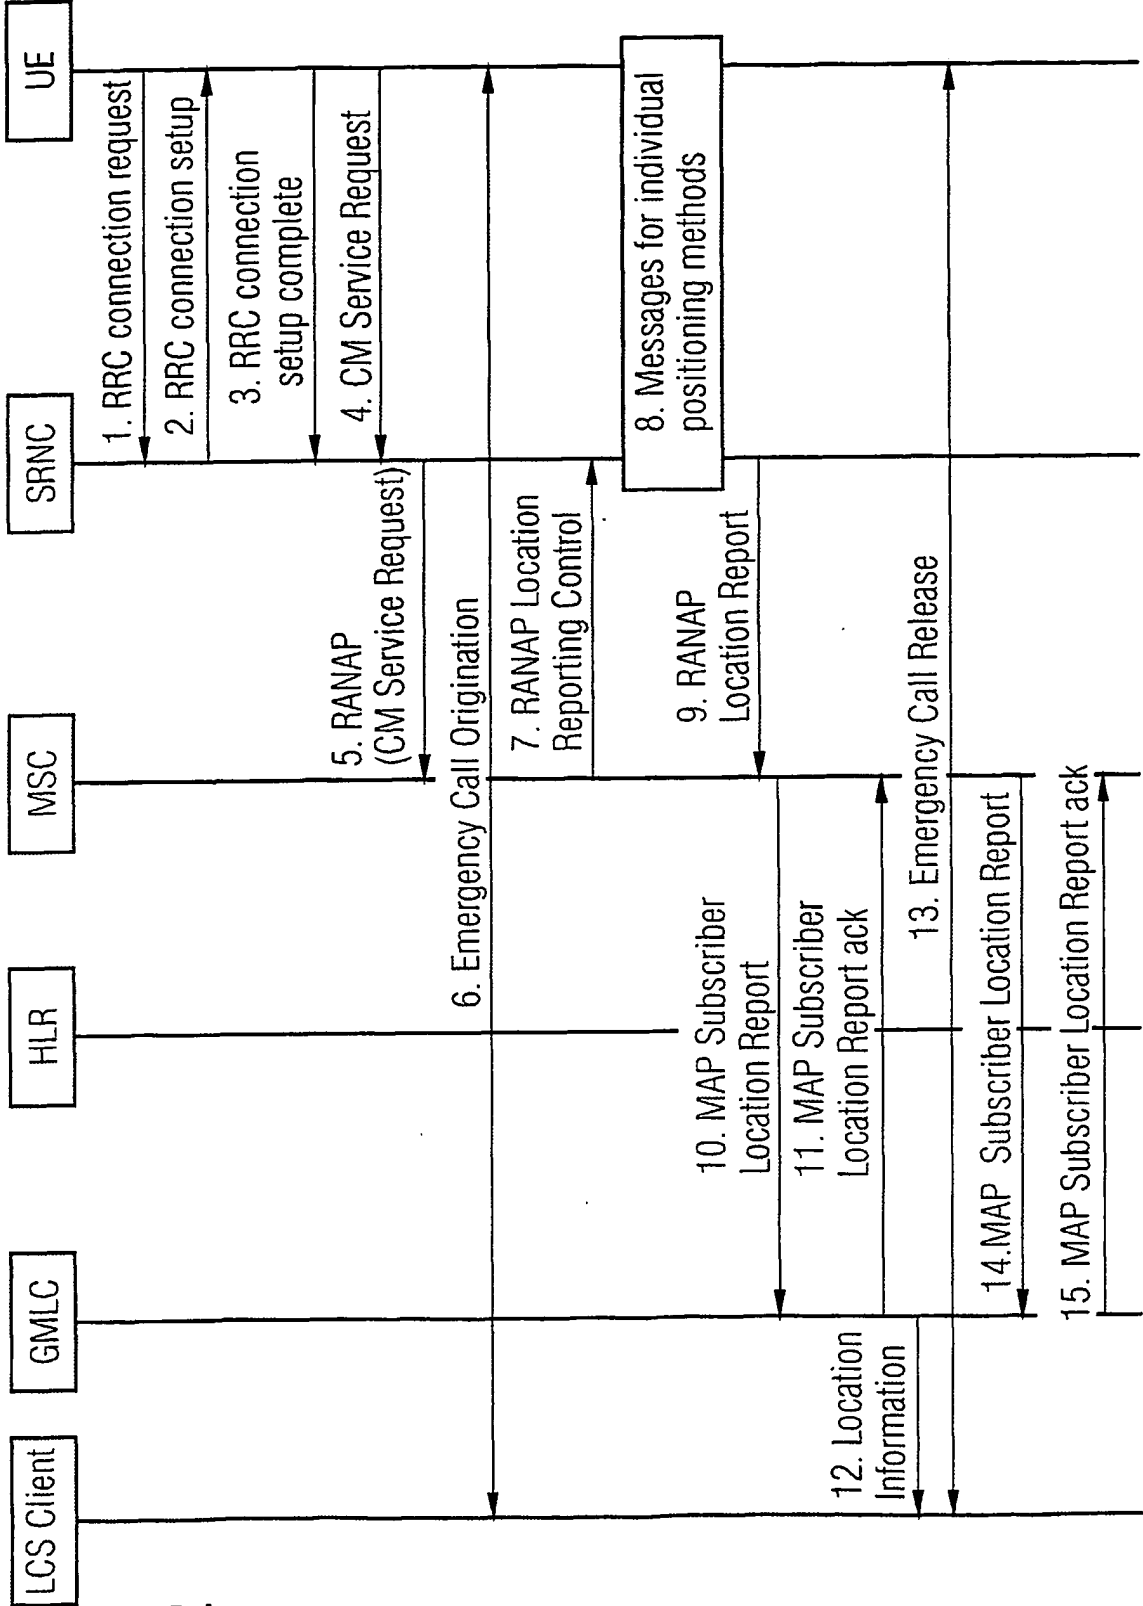 LCS Client
GMLC
HLR
MSC
SRNC
UE
1. RRC connection request
2. RRC connection setup
3. RRC connection
setup complete
4. CM Service Request
5. RANAP
(CM Service Request)
6. Emergency Call Origination
7. RANAP Location
Reporting Control
8. Messages for individual
positioning methods
9. RANAP
Location Report
10. MAP Subscriber
Location Report
11. MAP Subscriber
Location Report ack
12. Location
Information
13. Emergency Call Release
14.MAP Subscriber Location Report
15. MAP Subscriber Location Report ack